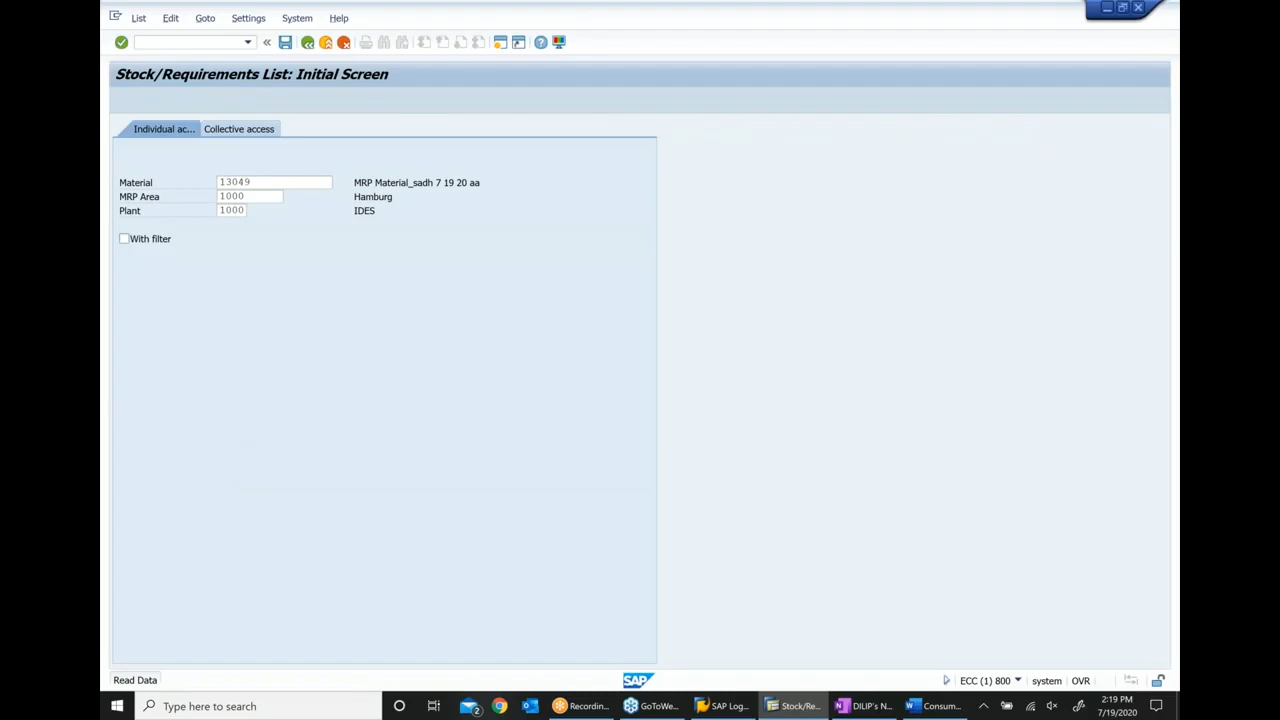 List Edit Goto Settings System Help
Stock/Requirements List: Initial Screen
Individual ac... Collective access
Material 13049 MRP Material_sadh 7 19 20 aa
MRP Area 1000 Hamburg
Plant 1000 IDES
With filter
Read Data SAP ECC (1) 800 system OVR
Type here to search 2 Recordin... GoToWe... SAP Log... Stock/Re... DILIP's N... Consum... 2:19 PM
7/19/2020